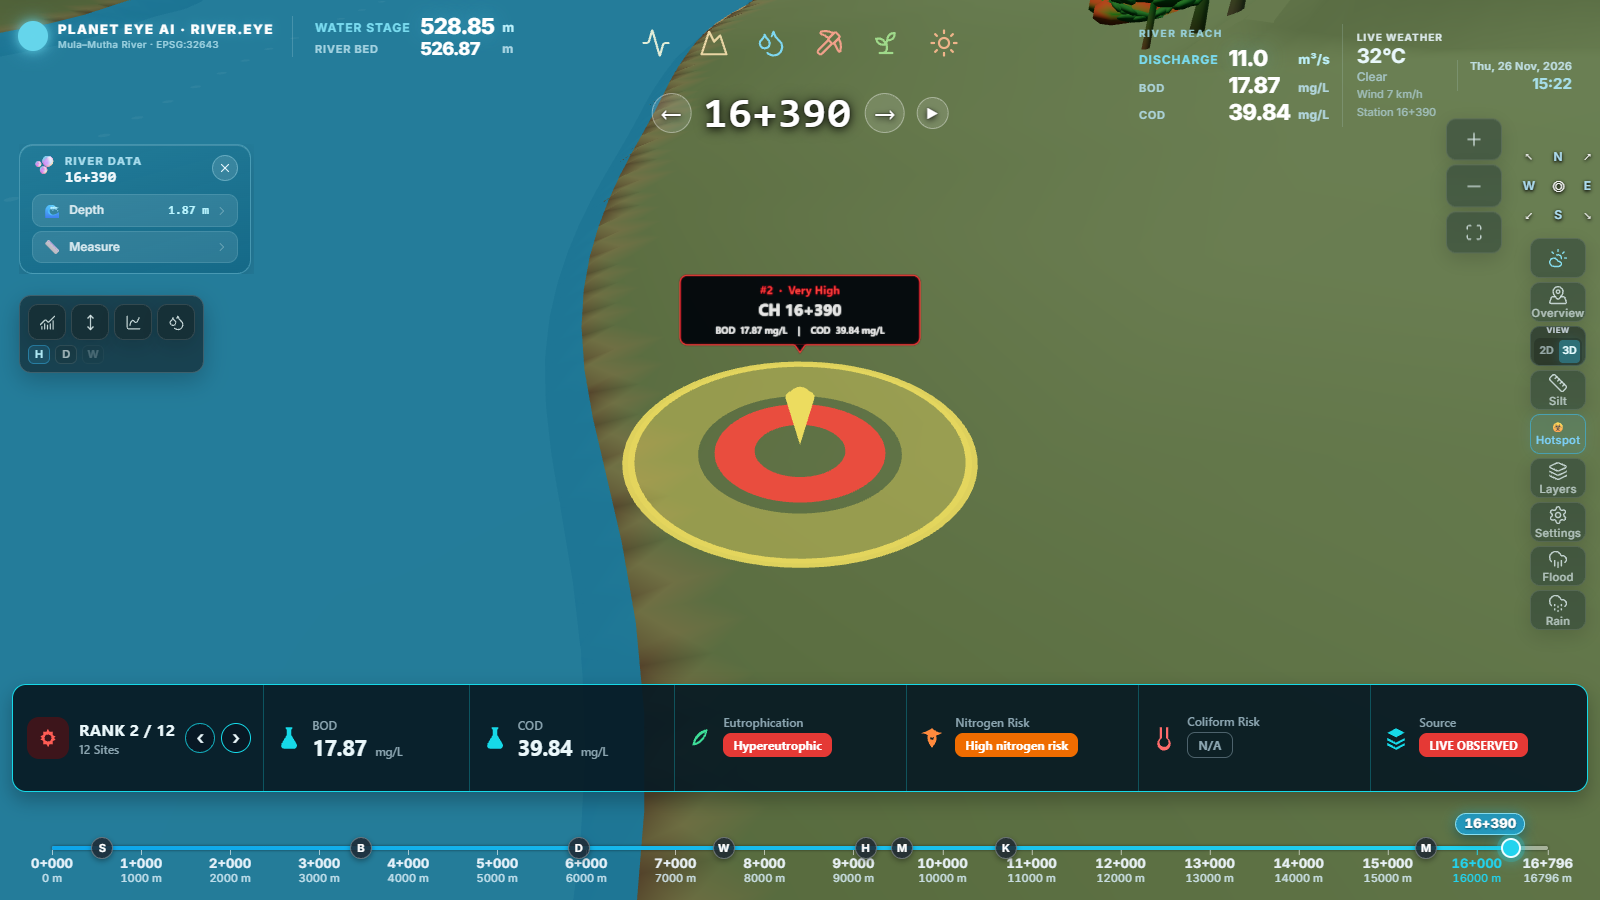 PLANET EYE AI · RIVER.EYE
Mula–Mutha River · EPSG:32643
WATER STAGE 528.85 m
RIVER BED 526.87 m
RIVER REACH
DISCHARGE 11.0 m³/s
BOD 17.87 mg/L
COD 39.84 mg/L
LIVE WEATHER
32°C
Clear
Wind 7 km/h
Station 16+390
Thu, 26 Nov, 2026
15:22
← 16+390 →
RIVER DATA
16+390
Depth 1.87 m
Measure
H D W
N
W E
S
Overview
VIEW
2D 3D
Silt
Hotspot
Layers
Settings
Flood
Rain
#2 · Very High
CH 16+390
BOD 17.87 mg/L | COD 39.84 mg/L
RANK 2 / 12
12 Sites
BOD
17.87 mg/L
COD
39.84 mg/L
Eutrophication
Hypereutrophic
Nitrogen Risk
High nitrogen risk
Coliform Risk
N/A
Source
LIVE OBSERVED
16+390
S B D W H M K M
0+000 1+000 2+000 3+000 4+000 5+000 6+000 7+000 8+000 9+000 10+000 11+000 12+000 13+000 14+000 15+000 16+000 16+796
0 m 1000 m 2000 m 3000 m 4000 m 5000 m 6000 m 7000 m 8000 m 9000 m 10000 m 11000 m 12000 m 13000 m 14000 m 15000 m 16000 m 16796 m